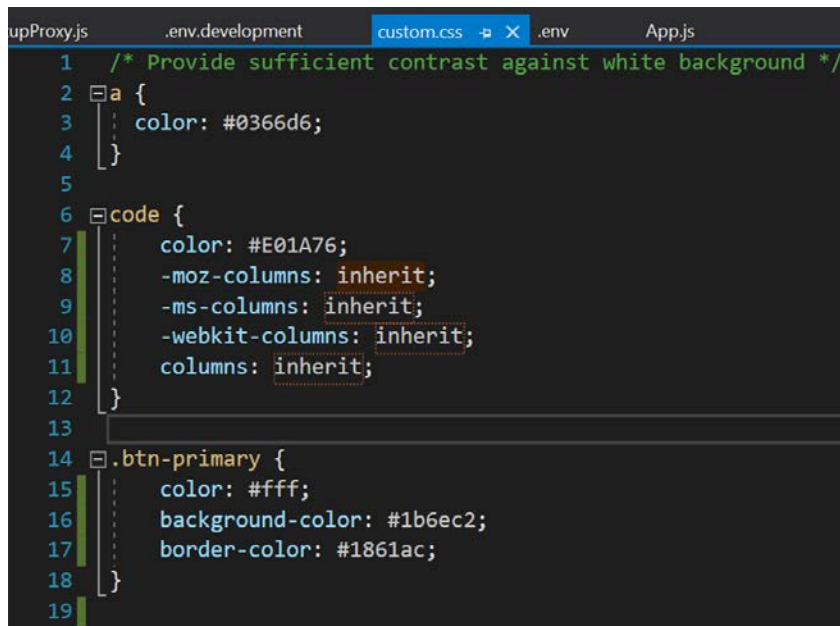 upProxy.js .env.development custom.css .env App.js
1 /* Provide sufficient contrast against white background */
2 a {
3 color: #0366d6;
4 }
5
6 code {
7 color: #E01A76;
8 -moz-columns: inherit;
9 -ms-columns: inherit;
10 -webkit-columns: inherit;
11 columns: inherit;
12 }
13
14 .btn-primary {
15 color: #fff;
16 background-color: #1b6ec2;
17 border-color: #1861ac;
18 }
19